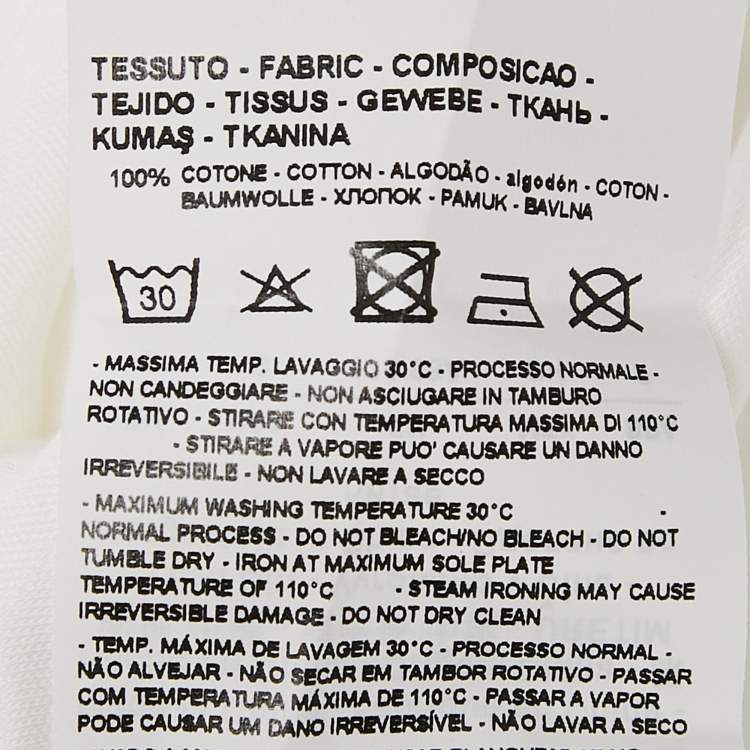 TESSUTO - FABRIC - COMPOSICAO -
TEJIDO - TISSUS - GEWEBE - ТКАНЬ -
KUMAŞ - TKANINA
100% COTONE - COTTON - ALGODÃO - algodón - COTON -
BAUMWOLLE - ХЛОПОК - PAMUK - BAVLNA
30
- MASSIMA TEMP. LAVAGGIO 30°C - PROCESSO NORMALE -
NON CANDEGGIARE - NON ASCIUGARE IN TAMBURO
ROTATIVO - STIRARE CON TEMPERATURA MASSIMA DI 110°C
- STIRARE A VAPORE PUO' CAUSARE UN DANNO
IRREVERSIBILE - NON LAVARE A SECCO
- MAXIMUM WASHING TEMPERATURE 30°C -
NORMAL PROCESS - DO NOT BLEACH/NO BLEACH - DO NOT
TUMBLE DRY - IRON AT MAXIMUM SOLE PLATE
TEMPERATURE OF 110°C - STEAM IRONING MAY CAUSE
IRREVERSIBLE DAMAGE - DO NOT DRY CLEAN
- TEMP. MÁXIMA DE LAVAGEM 30°C - PROCESSO NORMAL -
NÃO ALVEJAR - NÃO SECAR EM TAMBOR ROTATIVO - PASSAR
COM TEMPERATURA MÁXIMA DE 110°C - PASSAR A VAPOR
PODE CAUSAR UM DANO IRREVERSÍVEL - NÃO LAVAR A SECO